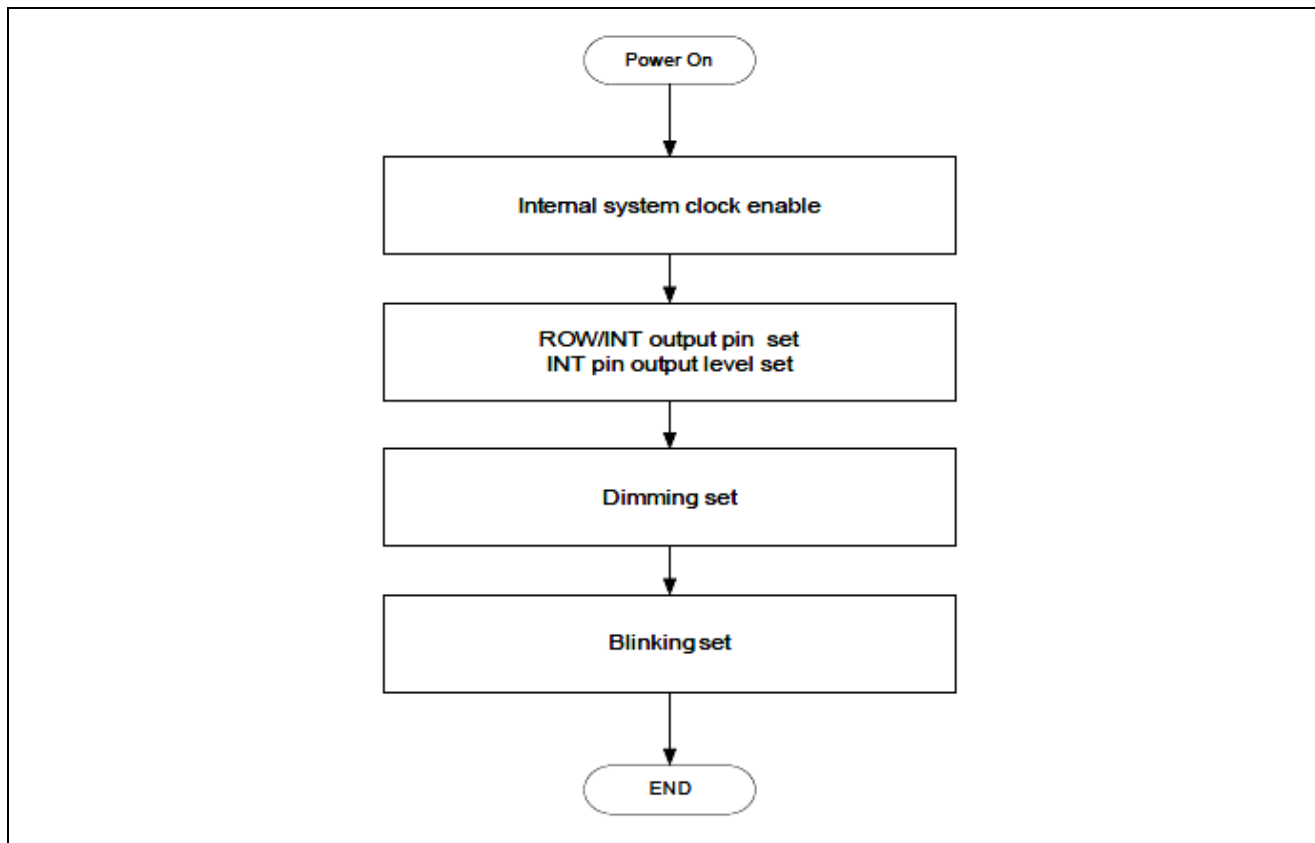 Power On
Internal system clock enable
ROW/INT output pin set
INT pin output level set
Dimming set
Blinking set
END